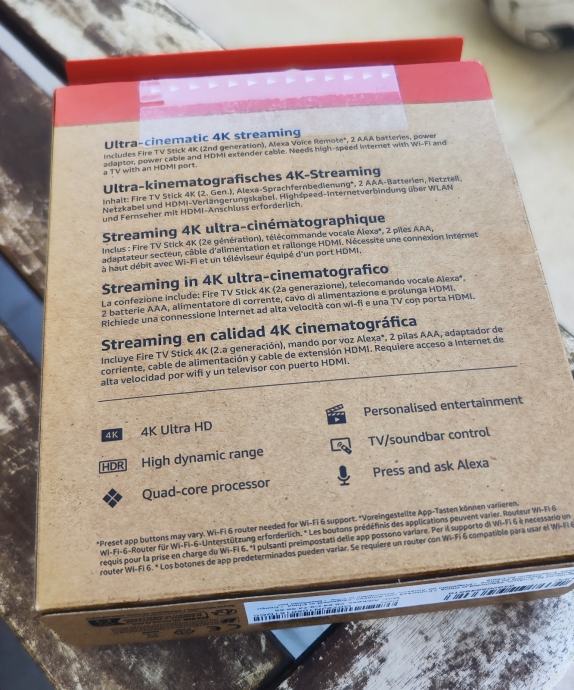 Ultra-cinematic 4K streaming
Includes Fire TV Stick 4K (2nd generation), Alexa Voice Remote*, 2 AAA batteries, power
adaptor, power cable and HDMI extender cable. Needs high-speed internet with Wi-Fi and
a TV with an HDMI port.
Ultra-kinematografisches 4K-Streaming
Inhalt: Fire TV Stick 4K (2. Gen.), Alexa-Sprachfernbedienung*, 2 AAA-Batterien, Netzteil,
Netzkabel und HDMI-Verlängerungskabel. Highspeed-Internetverbindung über WLAN
und Fernseher mit HDMI-Anschluss erforderlich.
Streaming 4K ultra-cinématographique
Inclus : Fire TV Stick 4K (2e génération), télécommande vocale Alexa*, 2 piles AAA,
adaptateur secteur, câble d'alimentation et rallonge HDMI. Nécessite une connexion Internet
à haut débit avec Wi-Fi et un téléviseur équipé d'un port HDMI.
Streaming in 4K ultra-cinematografico
La confezione include: Fire TV Stick 4K (2a generazione), telecomando vocale Alexa*,
2 batterie AAA, alimentatore di corrente, cavo di alimentazione e prolunga HDMI.
Richiede una connessione Internet ad alta velocità con wi-fi e una TV con porta HDMI.
Streaming en calidad 4K cinematográfica
Incluye Fire TV Stick 4K (2.a generación), mando por voz Alexa*, 2 pilas AAA, adaptador de
corriente, cable de alimentación y cable de extensión HDMI. Requiere acceso a Internet de
alta velocidad por wifi y un televisor con puerto HDMI.
4K 4K Ultra HD
HDR High dynamic range
Quad-core processor
Personalised entertainment
TV/soundbar control
Press and ask Alexa
*Preset app buttons may vary. Wi-Fi 6 router needed for Wi-Fi 6 support. *Voreingestellte App-Tasten können variieren.
Wi-Fi-6-Router für Wi-Fi-6-Unterstützung erforderlich. * Les boutons prédéfinis des applications peuvent varier. Routeur Wi-Fi 6
requis pour la prise en charge du Wi-Fi 6. * I pulsanti preimpostati delle app possono variare. Per il supporto di Wi-Fi 6 è necessario un
router Wi-Fi 6. * Los botones de app predeterminados pueden variar. Se requiere un router con Wi-Fi 6 compatible para usar el Wi-Fi 6